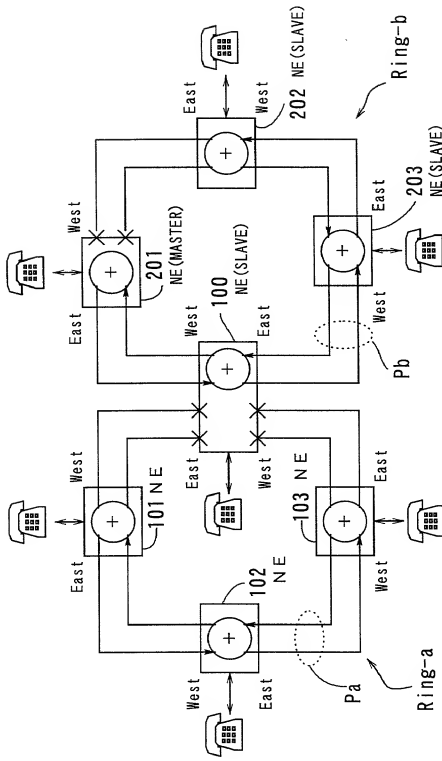 East
West
East
West
101 NE
201
NE(MASTER)
West
East
West
East
100
NE(SLAVE)
East
West
East
West
102
NE
202
NE(SLAVE)
103 NE
Pa
West
East
Pb
West
East
203
NE(SLAVE)
Ring-a
Ring-b